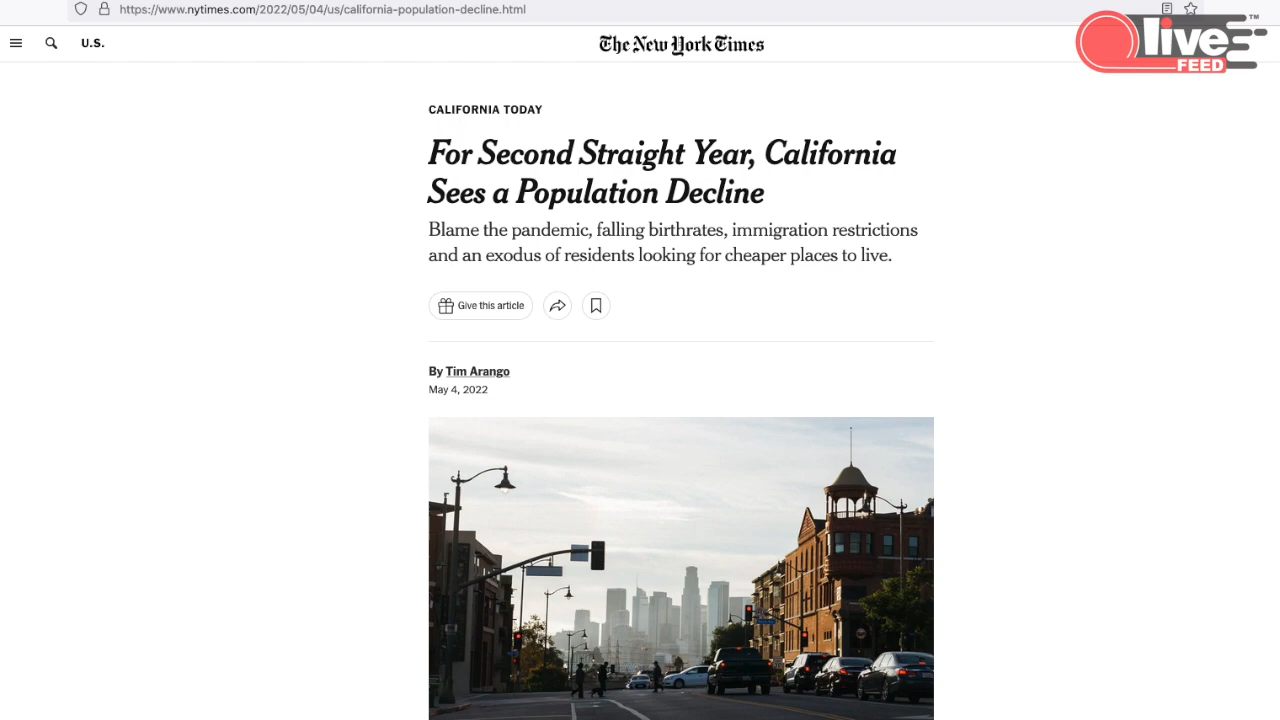 https://www.nytimes.com/2022/05/04/us/california-population-decline.html
U.S.
The New York Times
live
FEED
TM
CALIFORNIA TODAY
For Second Straight Year, California
Sees a Population Decline
Blame the pandemic, falling birthrates, immigration restrictions
and an exodus of residents looking for cheaper places to live.
Give this article
By Tim Arango
May 4, 2022